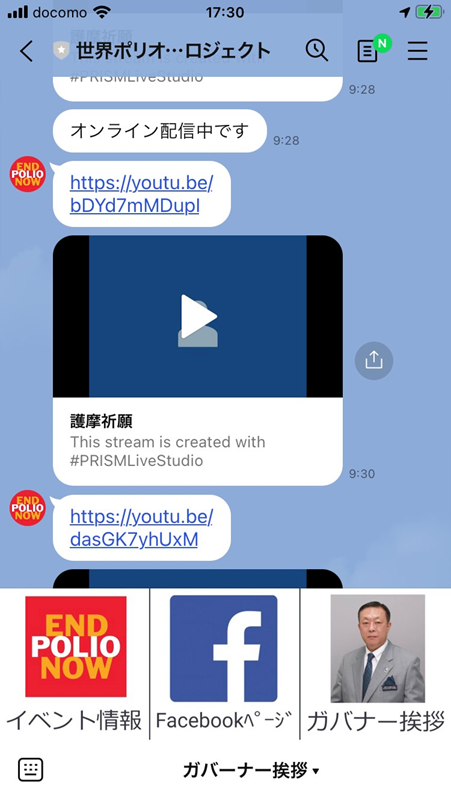 docomo 17:30
世界ポリオ…ロジェクト N
#PRISMLiveStudio
9:28
オンライン配信中です
9:28
END
POLIO
NOW
https://youtu.be/
bDYd7mMDupI
護摩祈願
This stream is created with
#PRISMLiveStudio
9:30
END
POLIO
NOW
https://youtu.be/
dasGK7yhUxM
END
POLIO
NOW
f
イベント情報
Facebookﾍﾟｰｼﾞ
ガバナー挨拶
ガバーナー挨拶▼